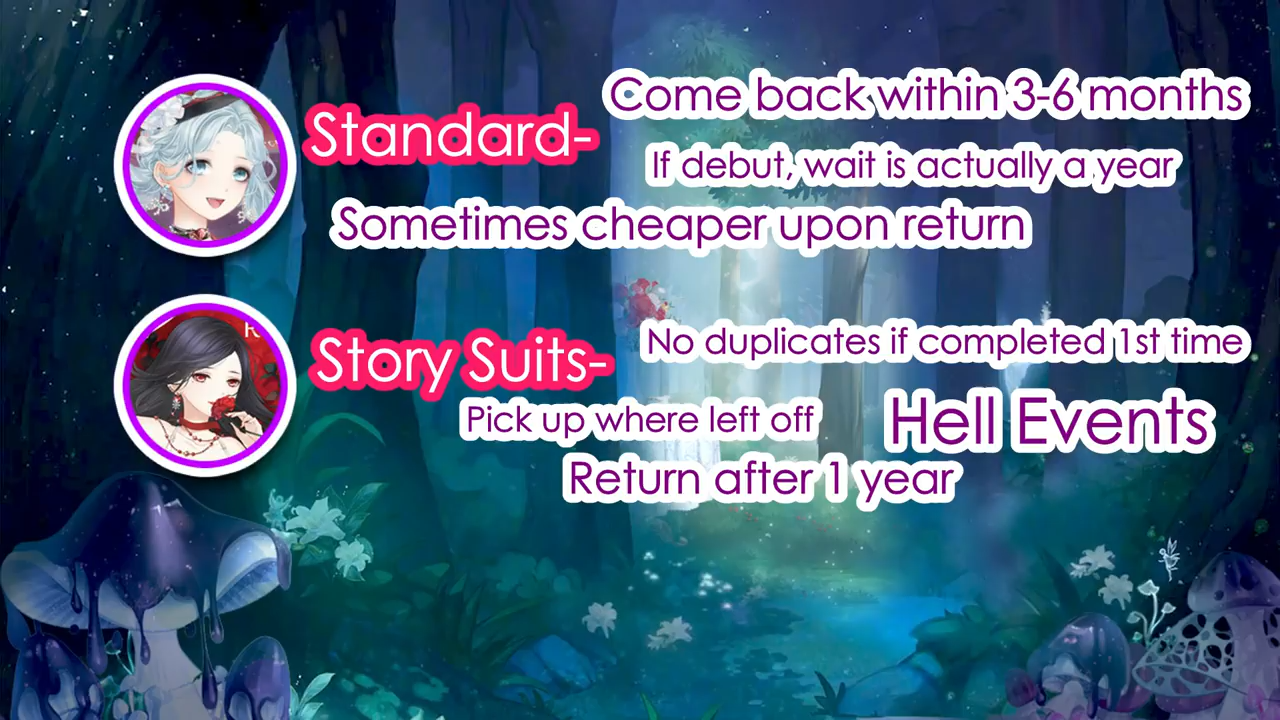 Come back within 3-6 months
Standard-
If debut, wait is actually a year
Sometimes cheaper upon return
R
No duplicates if completed 1st time
Story Suits-
Pick up where left off
Hell Events
Return after 1 year